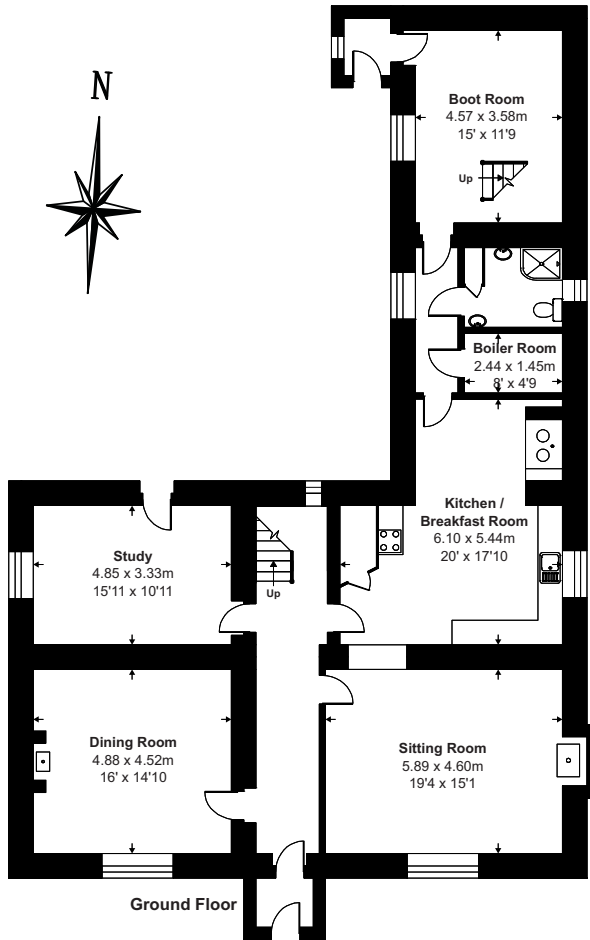 N
Boot Room
4.57 x 3.58m
15' x 11'9
Up
Boiler Room
2.44 x 1.45m
8' x 4'9
Kitchen /
Breakfast Room
6.10 x 5.44m
20' x 17'10
Study
4.85 x 3.33m
15'11 x 10'11
Up
Dining Room
4.88 x 4.52m
16' x 14'10
Sitting Room
5.89 x 4.60m
19'4 x 15'1
Ground Floor